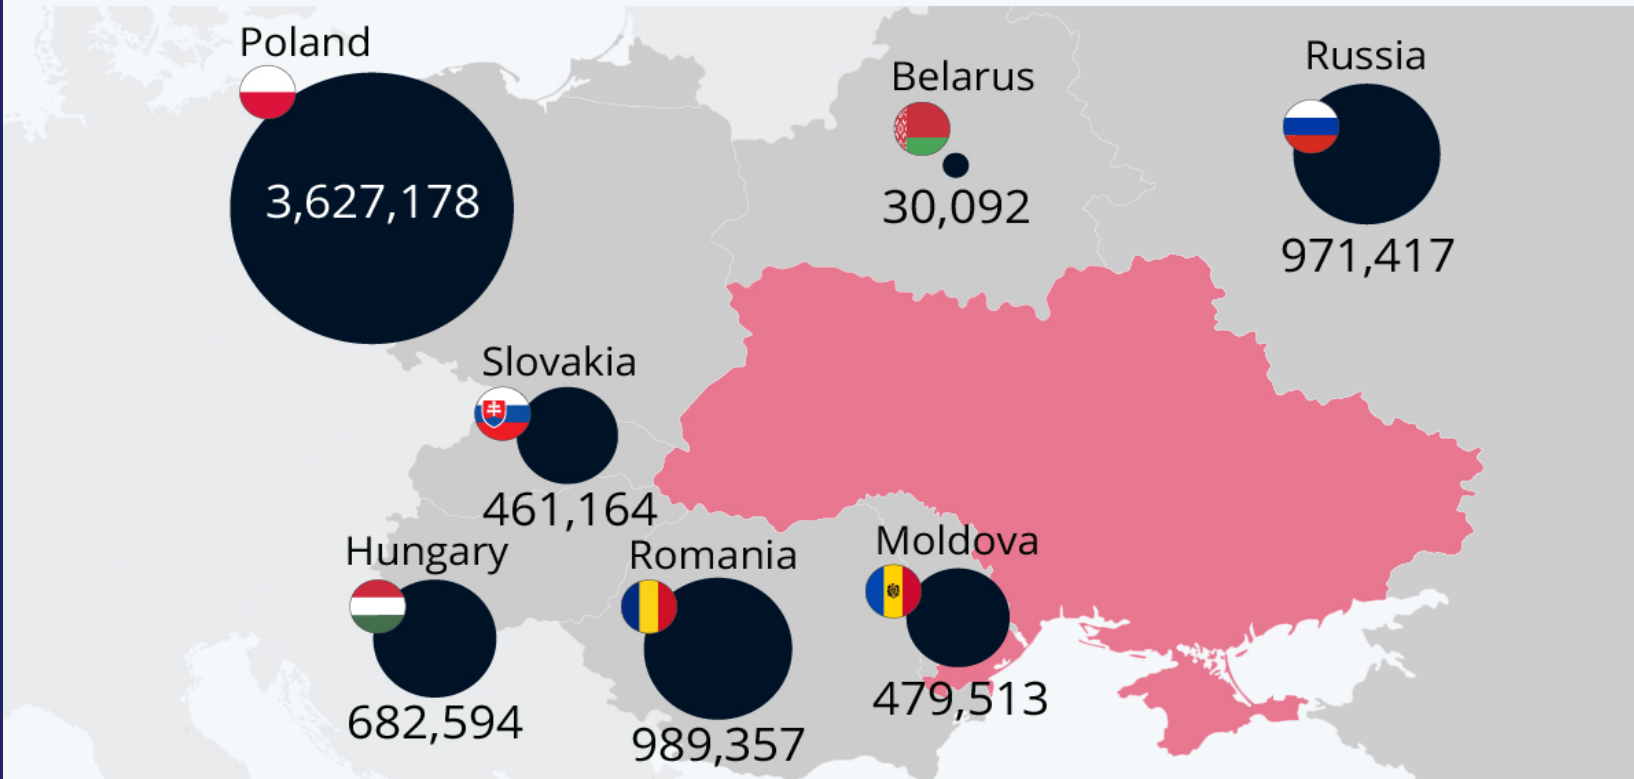 Poland
3,627,178
Belarus
30,092
Russia
971,417
Slovakia
461,164
Hungary
682,594
Romania
989,357
Moldova
479,513